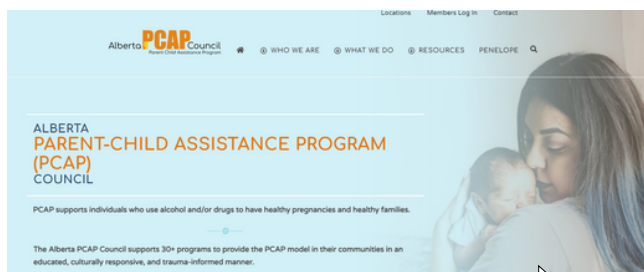 Locations Members Log In Contact
Alberta PCAP Council
Parent Child Assistance Program
WHO WE ARE WHAT WE DO RESOURCES PENELOPE
ALBERTA
PARENT-CHILD ASSISTANCE PROGRAM
(PCAP)
COUNCIL
PCAP supports individuals who use alcohol and/or drugs to have healthy pregnancies and healthy families.
The Alberta PCAP Council supports 30+ programs to provide the PCAP model in their communities in an
educated, culturally responsive, and trauma-informed manner.